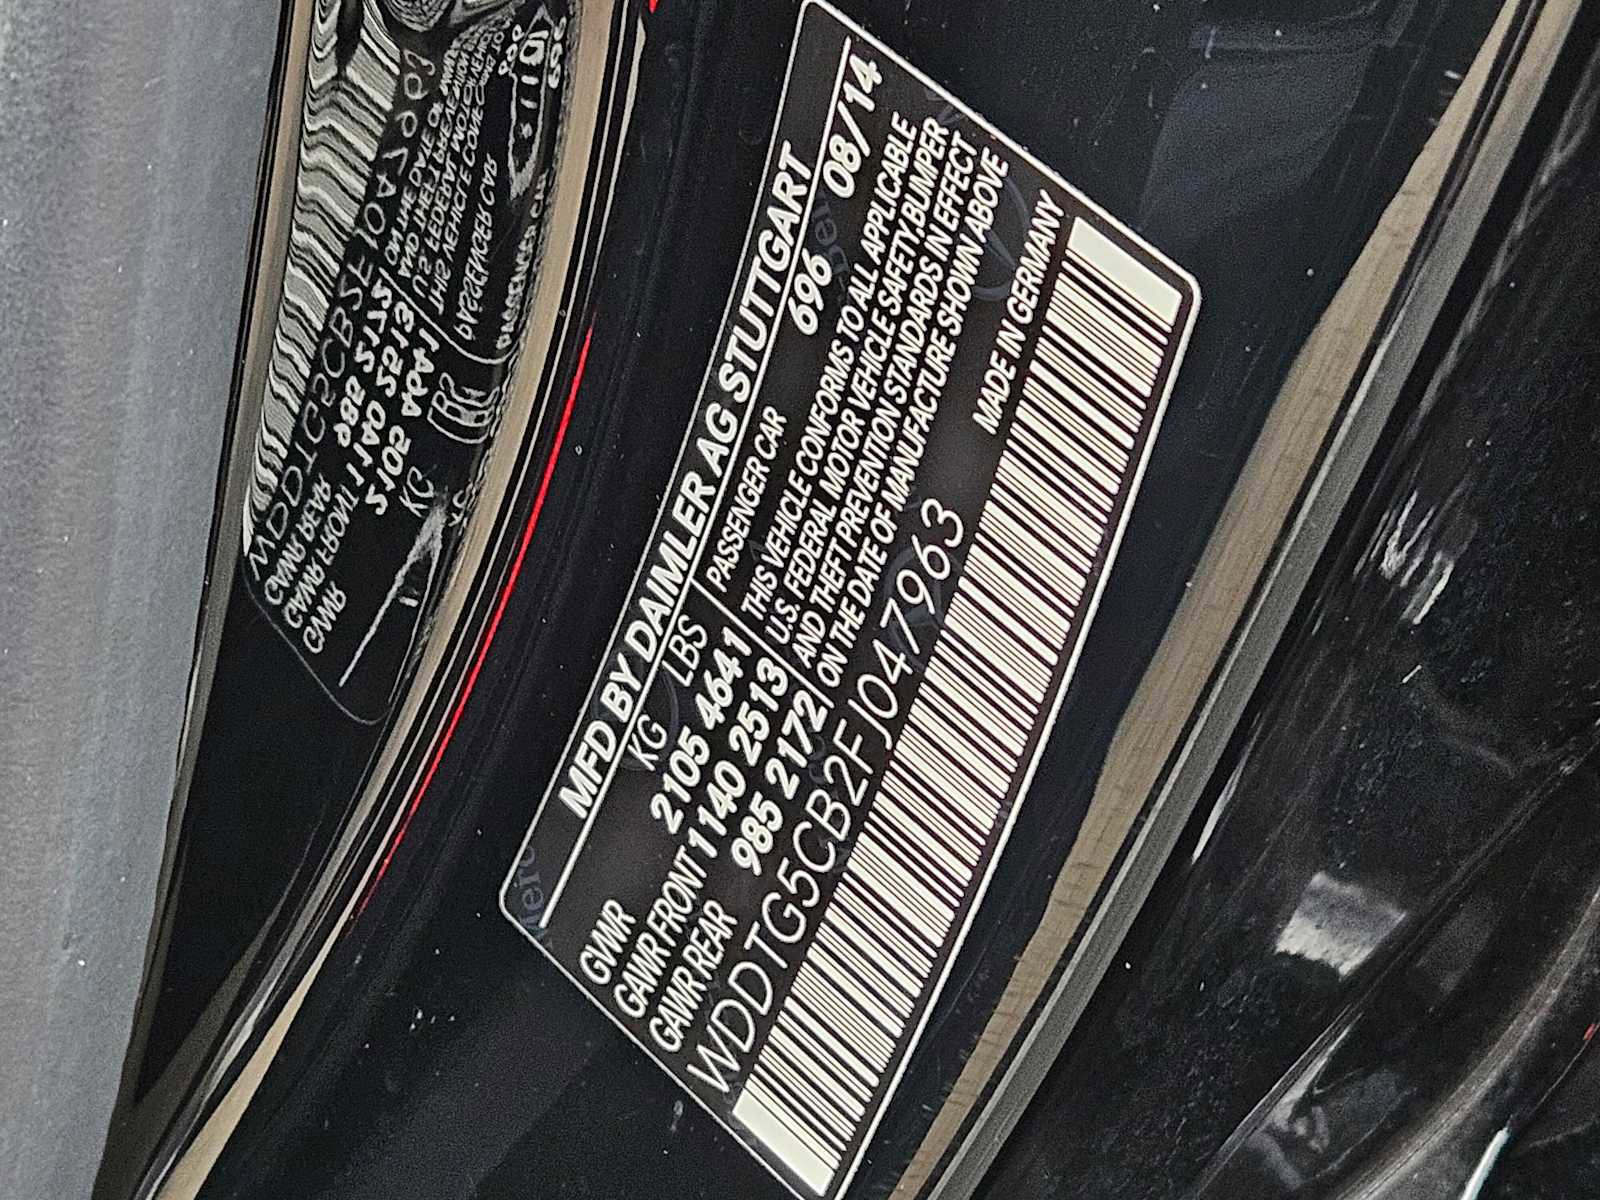 MFD BY DAIMLER AG STUTTGART
696 08/14
KG LBS
GVWR 2105 4641
GAWR FRONT 1140 2513
GAWR REAR 985 2172
PASSENGER CAR
THIS VEHICLE CONFORMS TO ALL APPLICABLE
U.S. FEDERAL MOTOR VEHICLE SAFETY, BUMPER
AND THEFT PREVENTION STANDARDS IN EFFECT
ON THE DATE OF MANUFACTURE SHOWN ABOVE
WDDTG5CB2FJ047963
MADE IN GERMANY